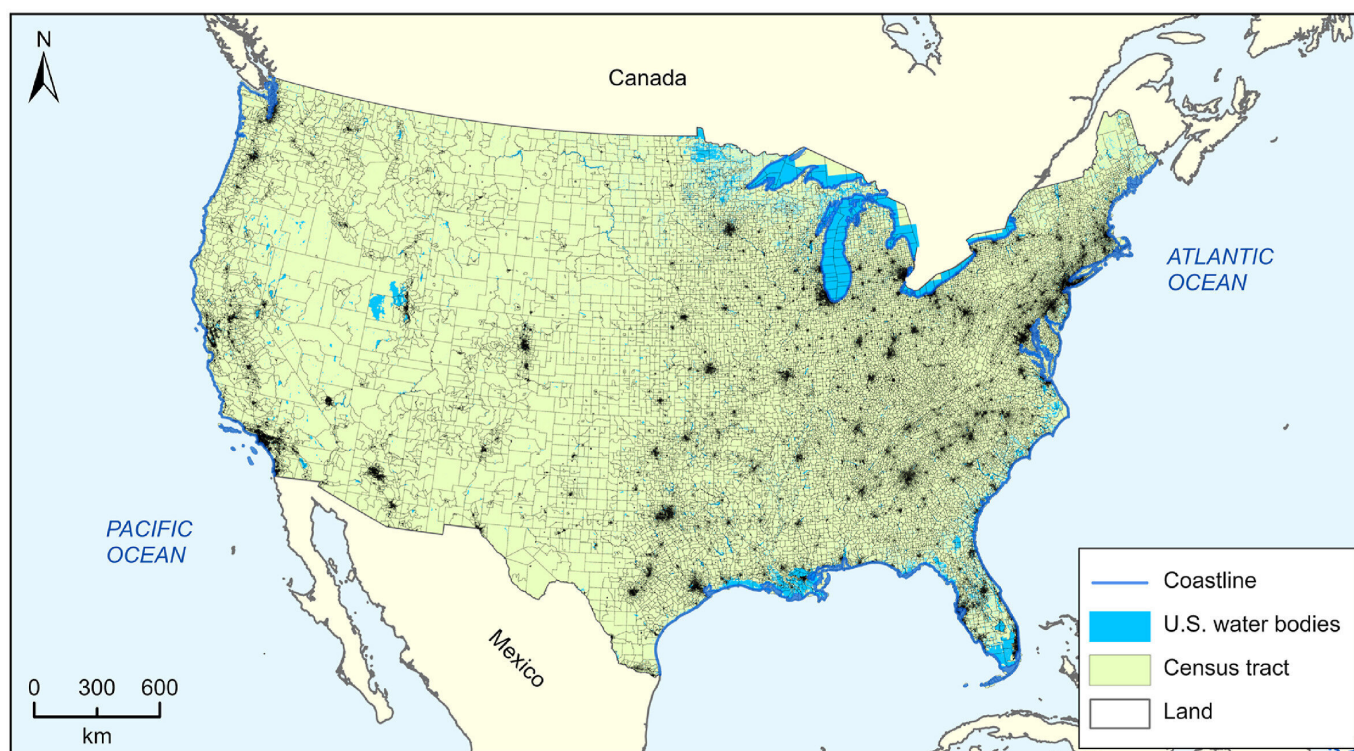 N
Canada
ATLANTIC
OCEAN
PACIFIC
OCEAN
Mexico
0 300 600
km
Coastline
U.S. water bodies
Census tract
Land